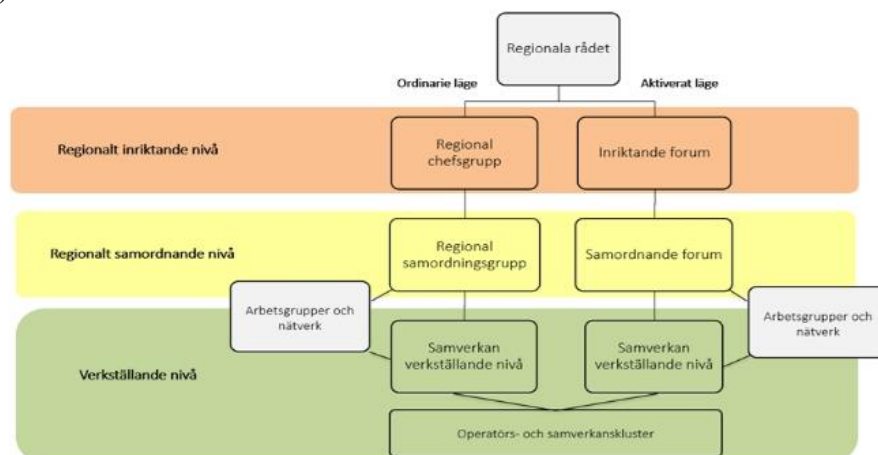 Regionala rådet
Ordinarie läge
Aktiverat läge
Regionalt inriktande nivå
Regional
chefsgrupp
Inriktande forum
Regionalt samordnande nivå
Regional
samordningsgrupp
Samordnande forum
Arbetsgrupper och
nätverk
Arbetsgrupper och
nätverk
Verkställande nivå
Samverkan
verkställande nivå
Samverkan
verkställande nivå
Operatörs- och samverkanskluster